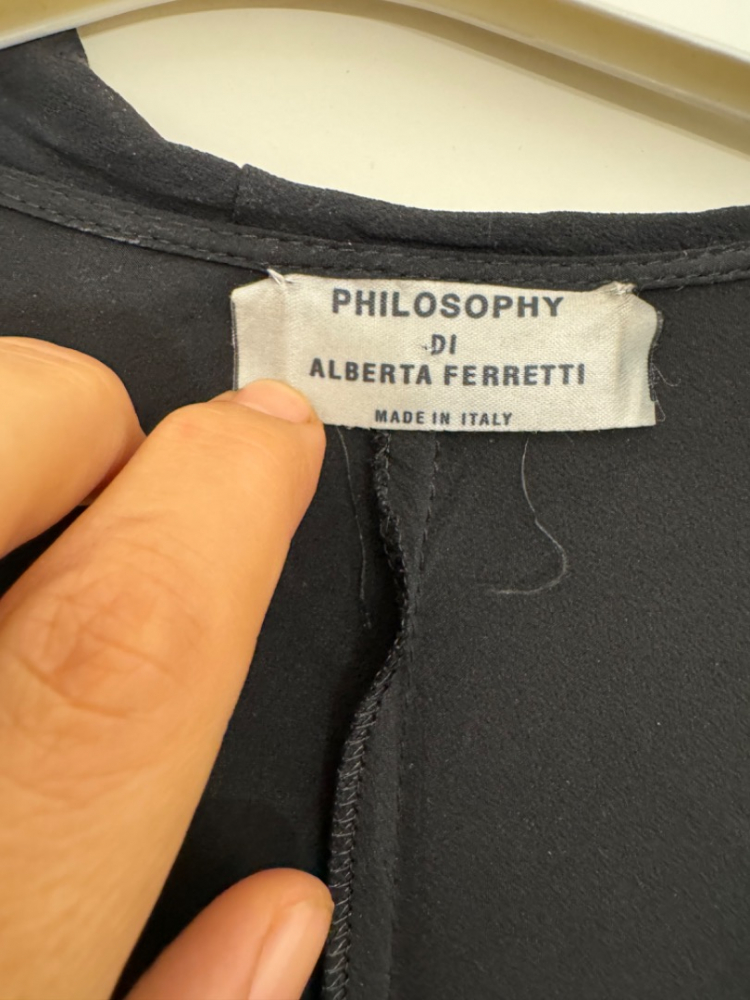 PHILOSOPHY
DI
ALBERTA FERRETTI
MADE IN ITALY